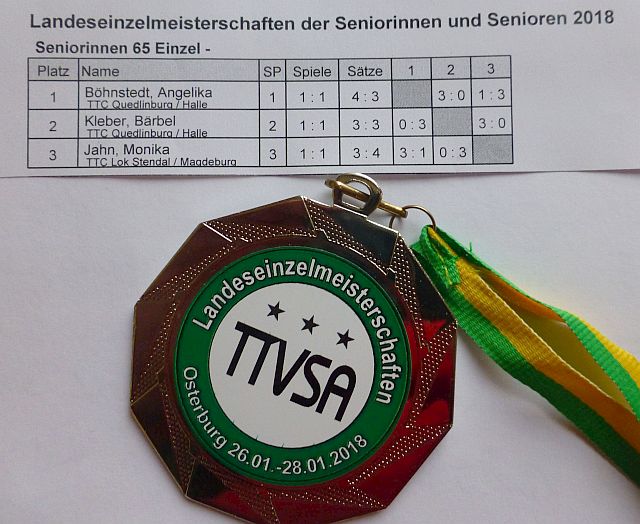 Landeseinzelmeisterschaften der Seniorinnen und Senioren 2018
Seniorinnen 65 Einzel -
Platz Name SP Spiele Sätze 1 2 3
1 Böhnstedt, Angelika 1 1 : 1 4 : 3 3 : 0 1 : 3
TTC Quedlinburg / Halle
2 Kleber, Bärbel 2 1 : 1 3 : 3 0 : 3 3 : 0
TTC Quedlinburg / Halle
3 Jahn, Monika 3 1 : 1 3 : 4 3 : 1 0 : 3
TTC Lok Stendal / Magdeburg
Landeseinzelmeisterschaften
TTVSA
Osterburg 26.01.-28.01.2018